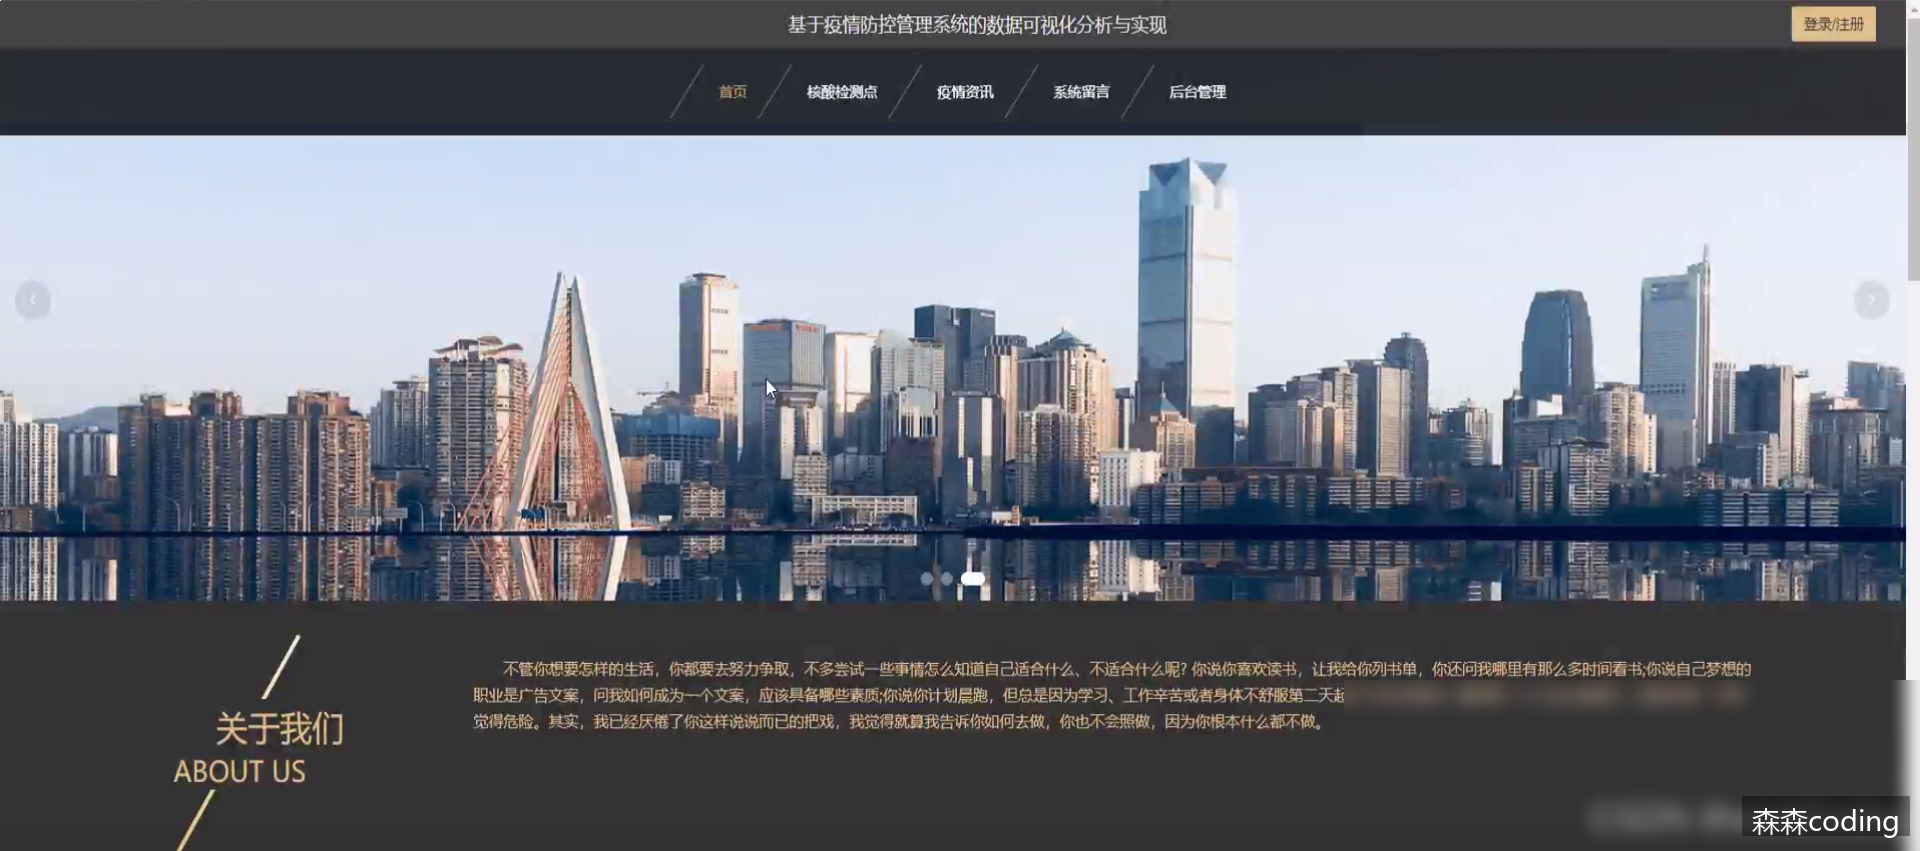 基于疫情防控管理系统的数据可视化分析与实现
登录/注册
首页
核酸检测点
疫情资讯
系统留言
后台管理
不管你想要怎样的生活，你都要去努力争取，不多尝试一些事情怎么知道自己适合什么、不适合什么呢? 你说你喜欢读书，让我给你列书单，你还问我哪里有那么多时间看书;你说自己梦想的
职业是广告文案，问我如何成为一个文案，应该具备哪些素质;你说你计划晨跑，但总是因为学习、工作辛苦或者身体不舒服第二天起
觉得危险。其实，我已经厌倦了你这样说说而已的把戏，我觉得就算我告诉你如何去做，你也不会照做，因为你根本什么都不做。
关于我们
ABOUT US
森森coding